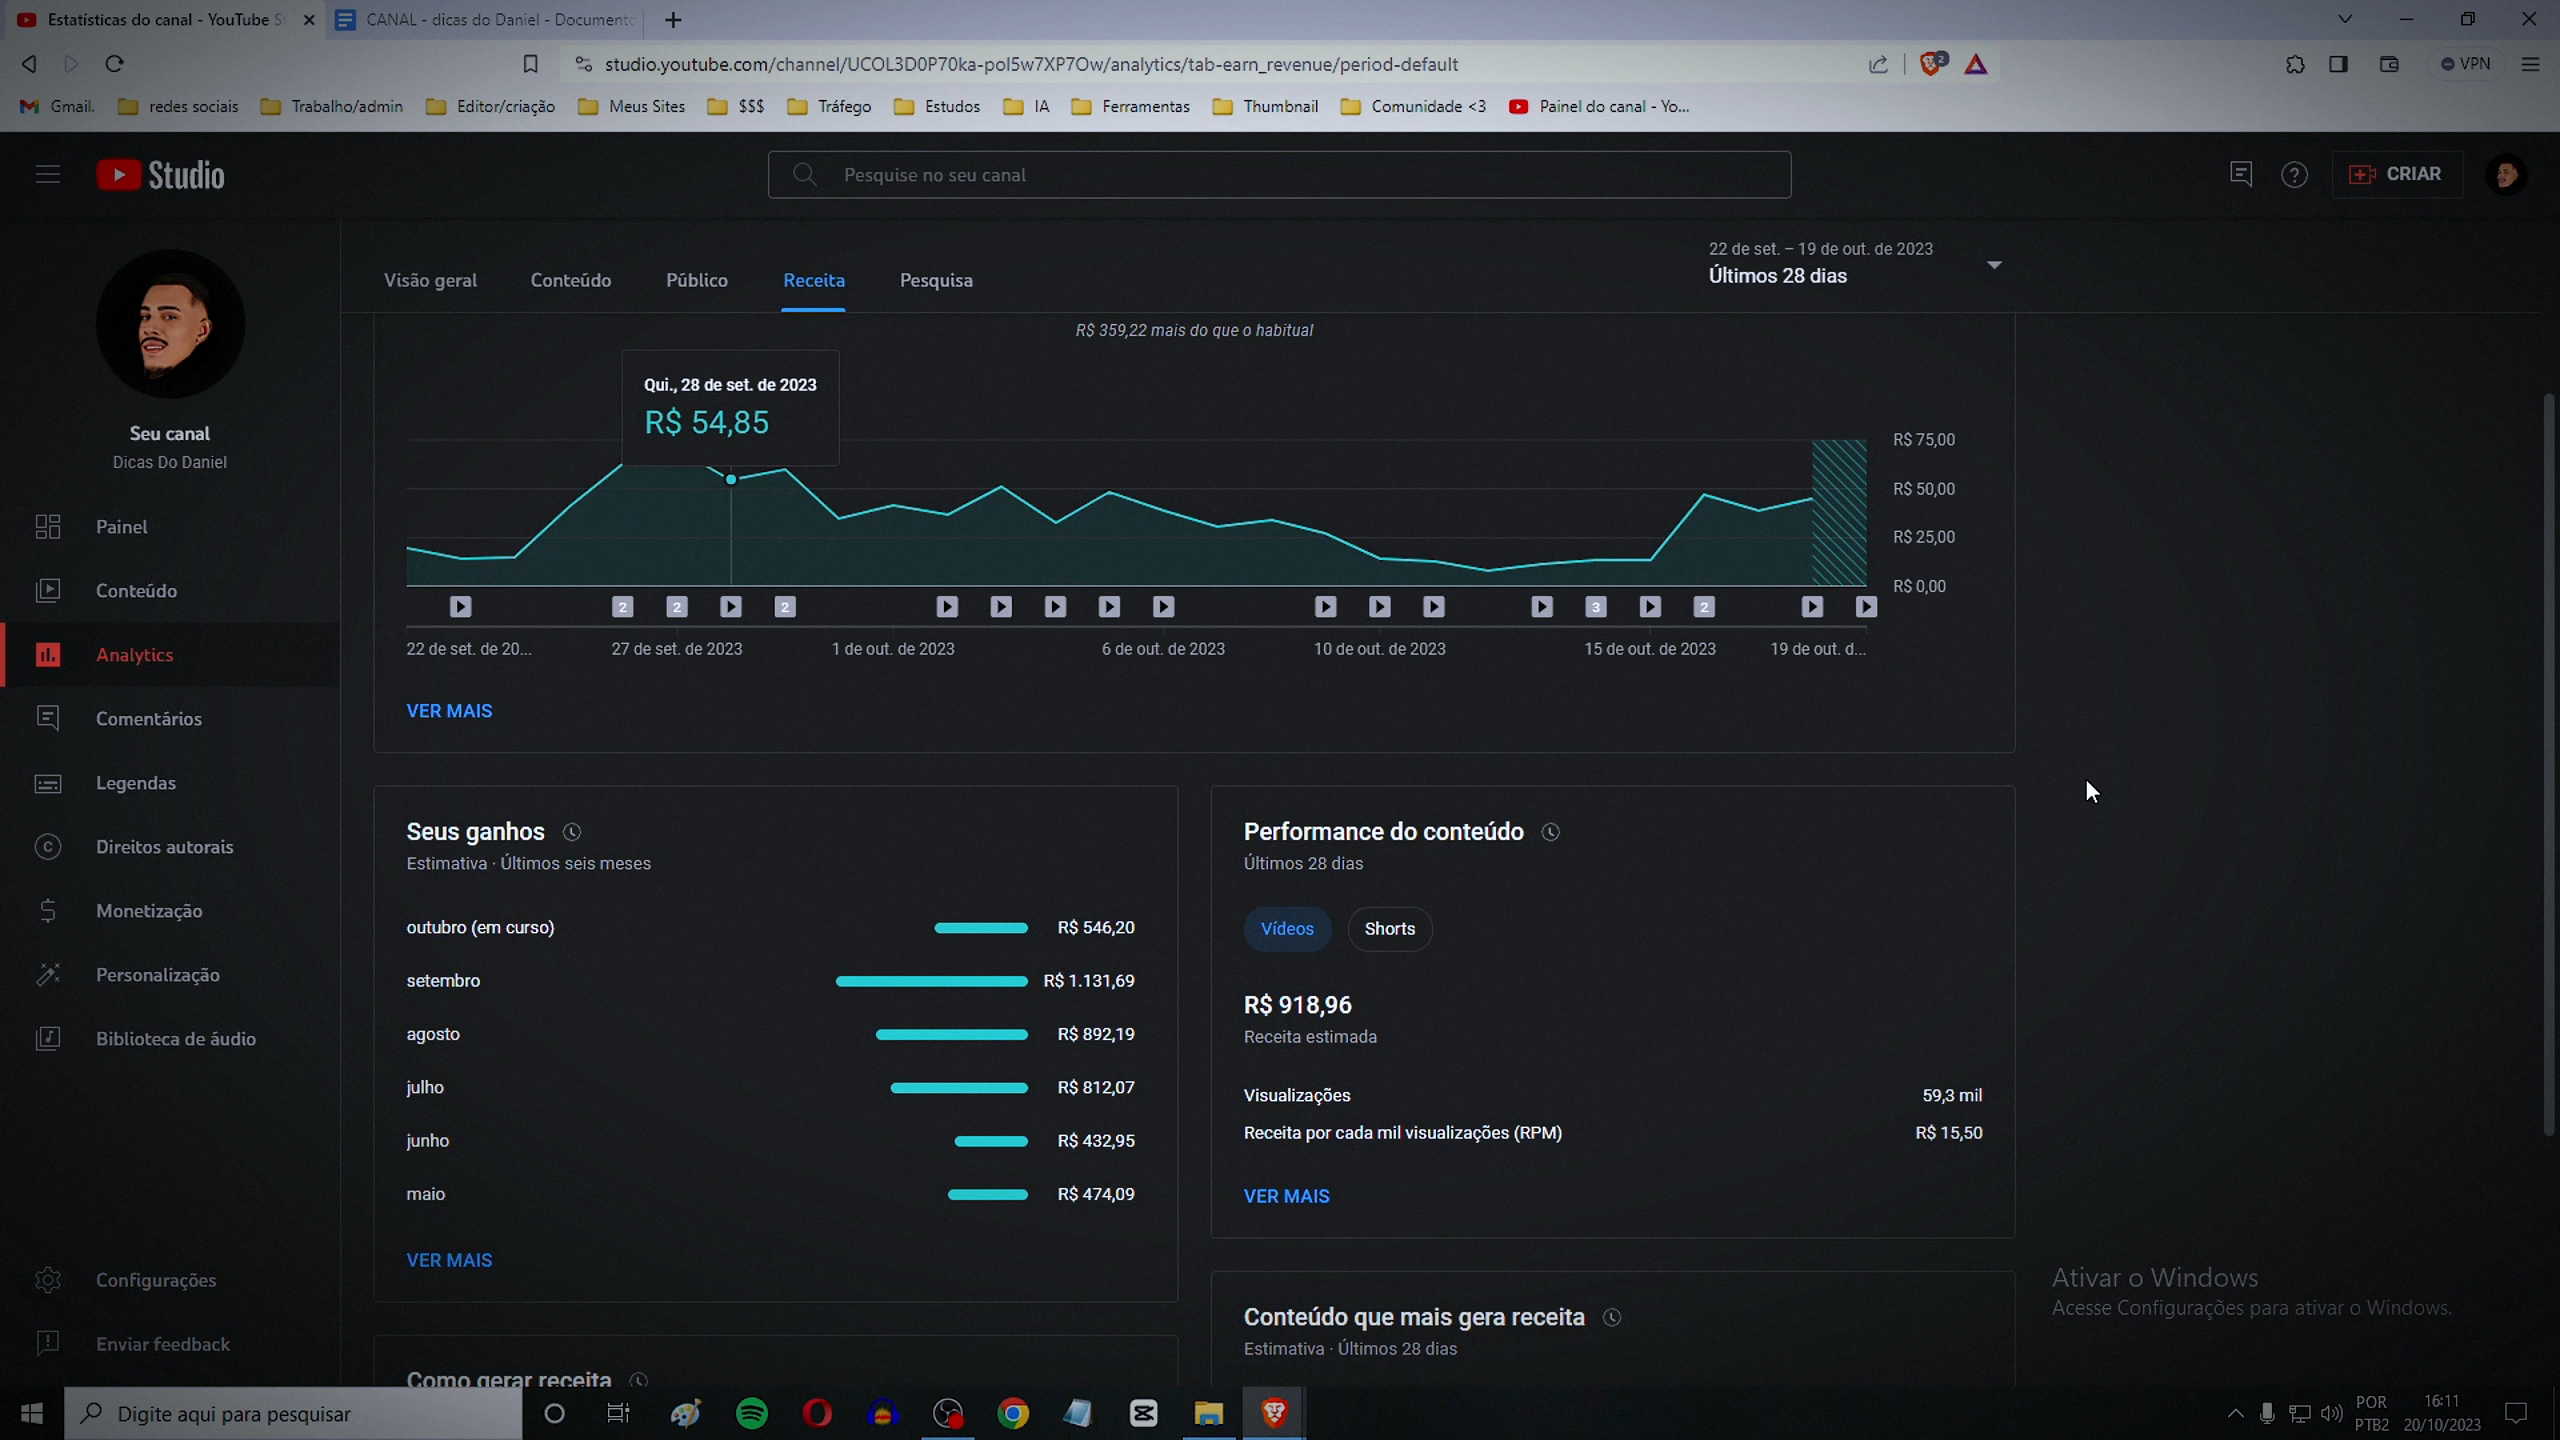 Estatísticas do canal - YouTube S
CANAL - dicas do Daniel - Documento
studio.youtube.com/channel/UCOL3D0P70ka-pol5w7XP7Ow/analytics/tab-earn_revenue/period-default
2
VPN
Gmail.
redes sociais
Trabalho/admin
Editor/criação
Meus Sites
$$$
Tráfego
Estudos
IA
Ferramentas
Thumbnail
Comunidade <3
Painel do canal - Yo...
Studio
Pesquise no seu canal
CRIAR
Seu canal
Dicas Do Daniel
Painel
Conteúdo
Analytics
Comentários
Legendas
Direitos autorais
Monetização
Personalização
Biblioteca de áudio
Configurações
Enviar feedback
Visão geral
Conteúdo
Público
Receita
Pesquisa
22 de set. – 19 de out. de 2023
Últimos 28 dias
R$ 359,22 mais do que o habitual
Qui., 28 de set. de 2023
R$ 54,85
R$ 75,00
R$ 50,00
R$ 25,00
R$ 0,00
2 2 2 3 2
22 de set. de 20...
27 de set. de 2023
1 de out. de 2023
6 de out. de 2023
10 de out. de 2023
15 de out. de 2023
19 de out. d...
VER MAIS
Seus ganhos
Estimativa · Últimos seis meses
outubro (em curso) R$ 546,20
setembro R$ 1.131,69
agosto R$ 892,19
julho R$ 812,07
junho R$ 432,95
maio R$ 474,09
VER MAIS
Performance do conteúdo
Últimos 28 dias
Vídeos
Shorts
R$ 918,96
Receita estimada
Visualizações 59,3 mil
Receita por cada mil visualizações (RPM) R$ 15,50
VER MAIS
Conteúdo que mais gera receita
Estimativa · Últimos 28 dias
Como gerar receita
Ativar o Windows
Acesse Configurações para ativar o Windows.
Digite aqui para pesquisar
POR
PTB2
16:11
20/10/2023